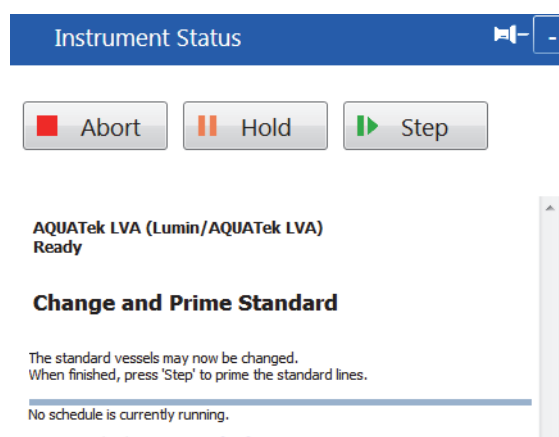 Instrument Status
Abort
Hold
Step
AQUATek LVA (Lumin/AQUATek LVA)
Ready
Change and Prime Standard
The standard vessels may now be changed.
When finished, press 'Step' to prime the standard lines.
No schedule is currently running.